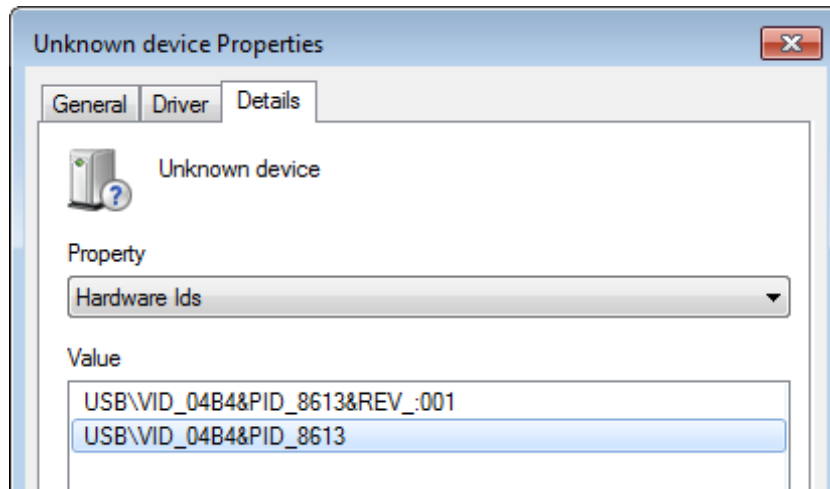 Unknown device Properties
General Driver Details
Unknown device
Property
Hardware Ids
Value
USB\VID_04B4&PID_8613&REV_:001
USB\VID_04B4&PID_8613